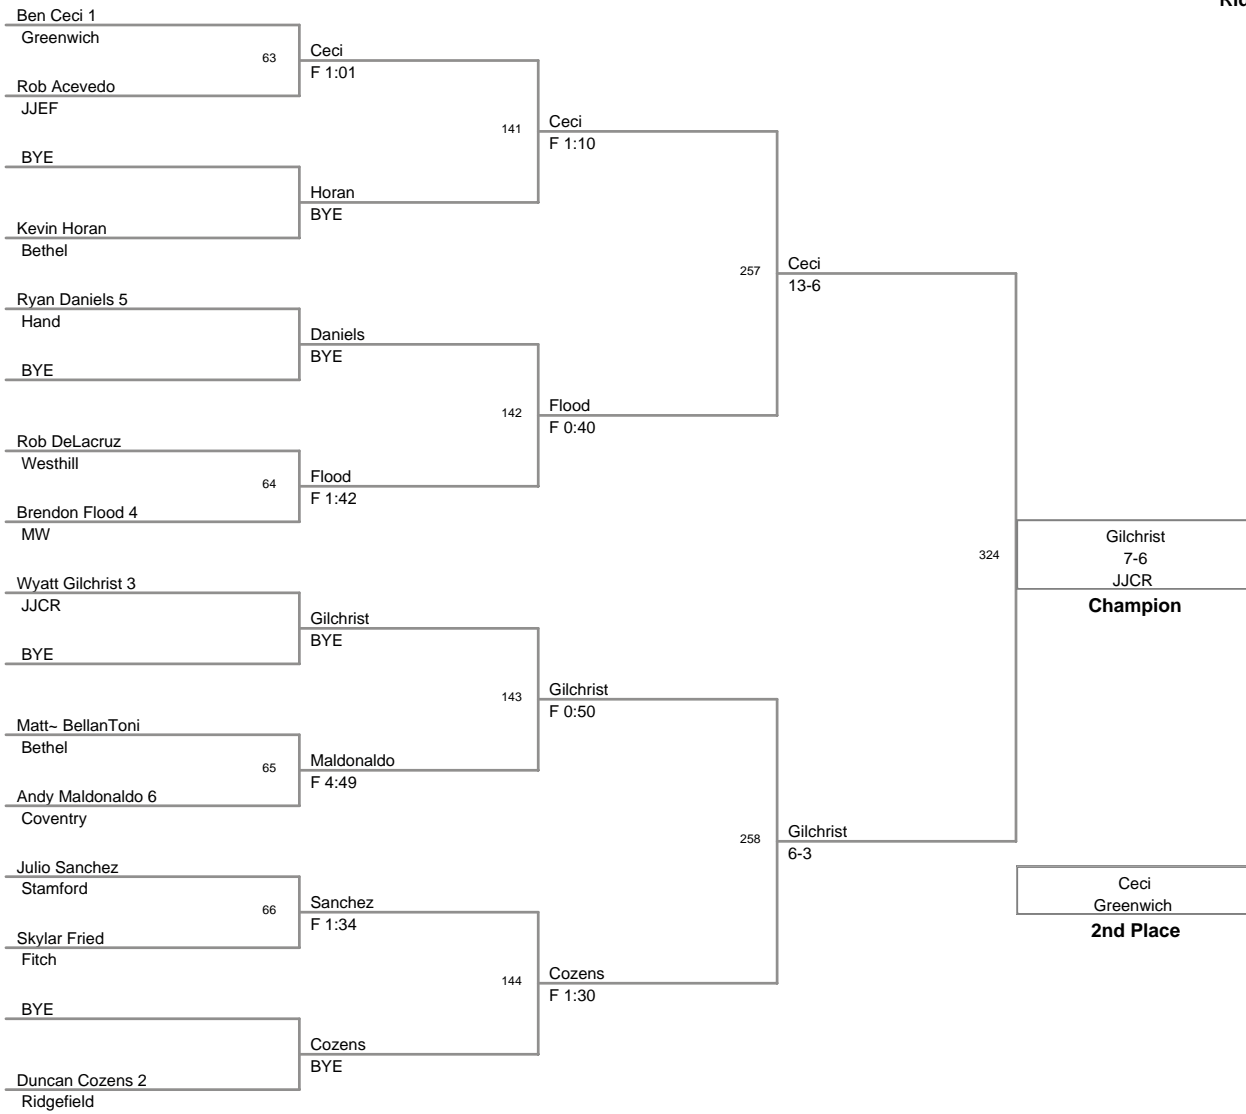 Ben Ceci 1
Greenwich
63
Rob Acevedo
JJEF
Ceci
F 1:01
BYE
Kevin Horan
Bethel
Horan
BYE
141
Ceci
F 1:10
Ryan Daniels 5
Hand
BYE
Daniels
BYE
Rob DeLacruz
Westhill
64
Brendon Flood 4
MW
Flood
F 1:42
142
Flood
F 0:40
257
Ceci
13-6
Wyatt Gilchrist 3
JJCR
BYE
Gilchrist
BYE
Matt~ BellanToni
Bethel
65
Andy Maldonaldo 6
Coventry
Maldonaldo
F 4:49
143
Gilchrist
F 0:50
Julio Sanchez
Stamford
66
Skylar Fried
Fitch
Sanchez
F 1:34
BYE
Duncan Cozens 2
Ridgefield
Cozens
BYE
144
Cozens
F 1:30
258
Gilchrist
6-3
324
Gilchrist
7-6
JJCR
Champion
Ceci
Greenwich
2nd Place